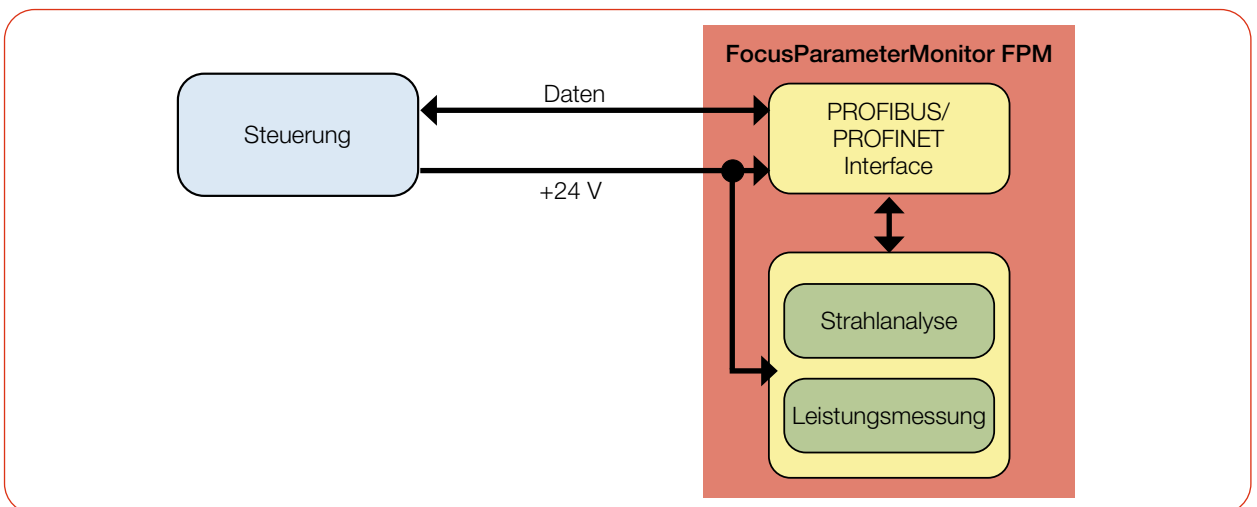 FocusParameterMonitor FPM
Steuerung
Daten
+24 V
PROFIBUS/
PROFINET
Interface
Strahlanalyse
Leistungsmessung